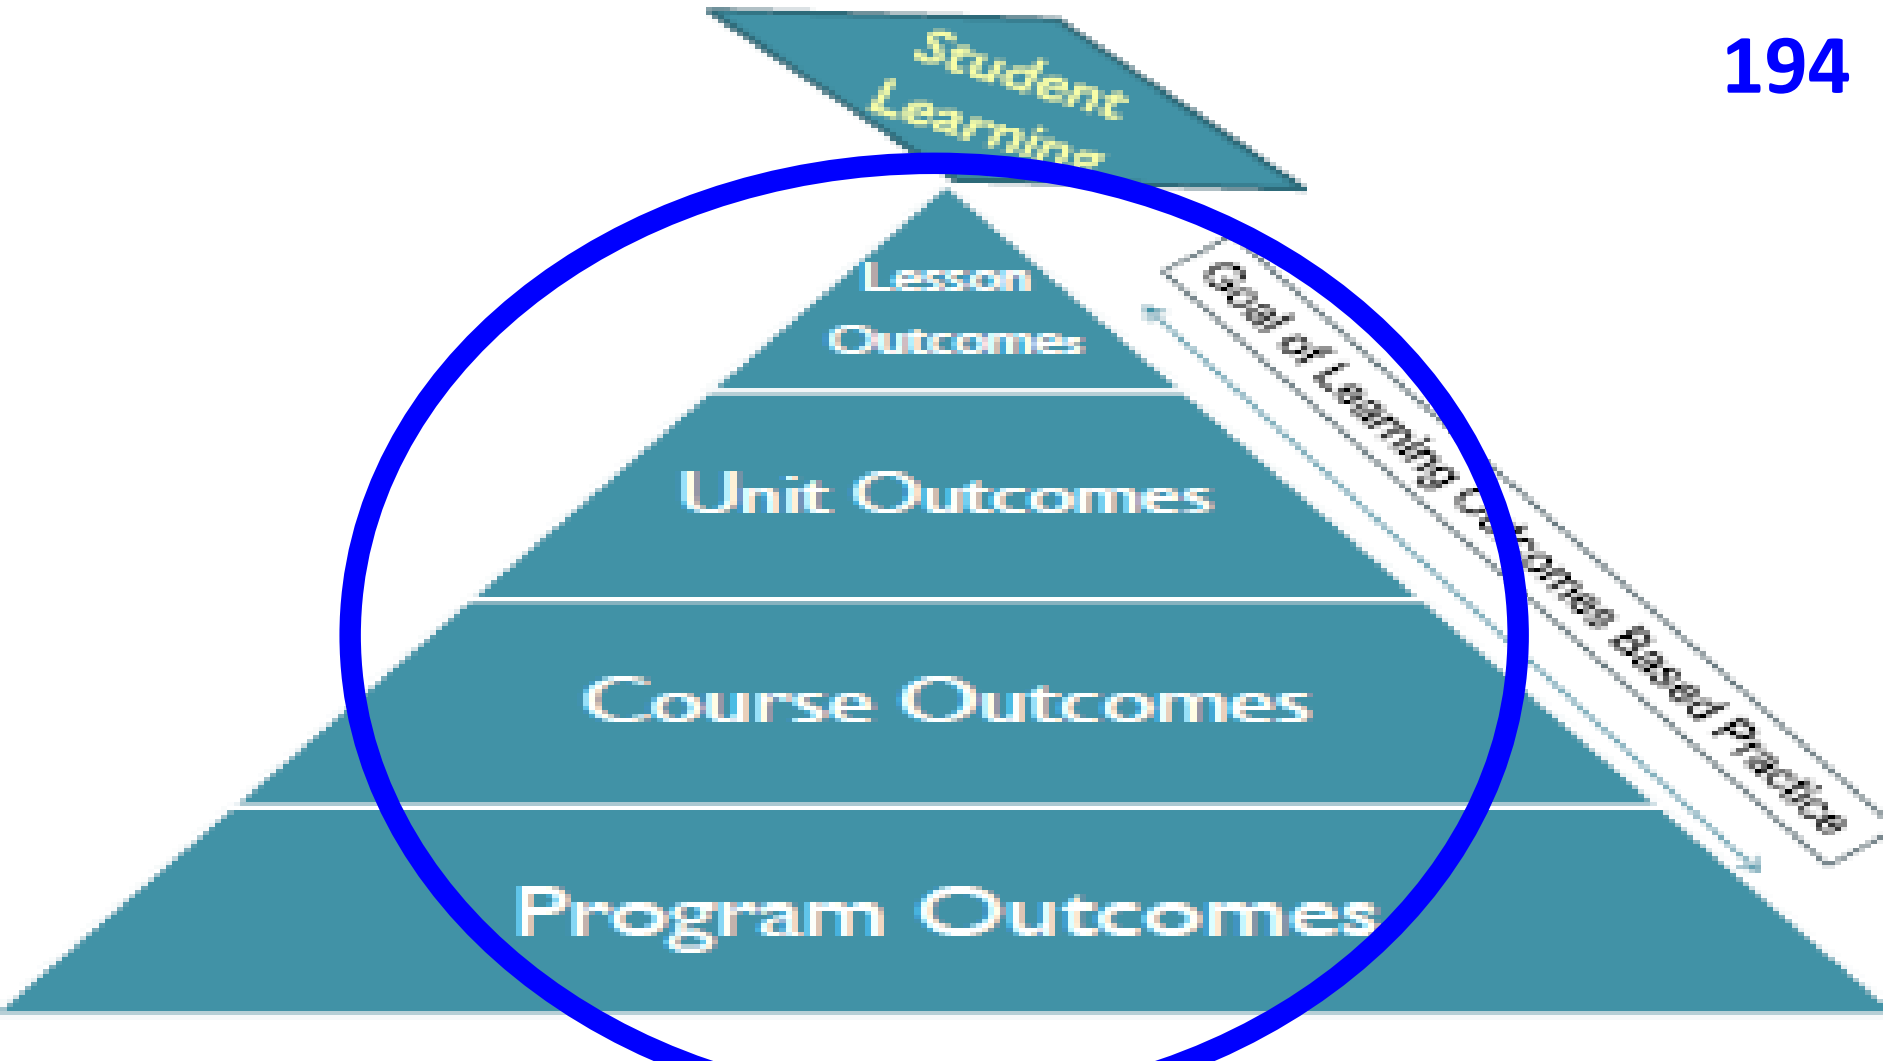 194
Student
Learning
Lesson
Outcomes
Goal of Learning Outcomes Based Practice
Unit Outcomes
Course Outcomes
Program Outcomes